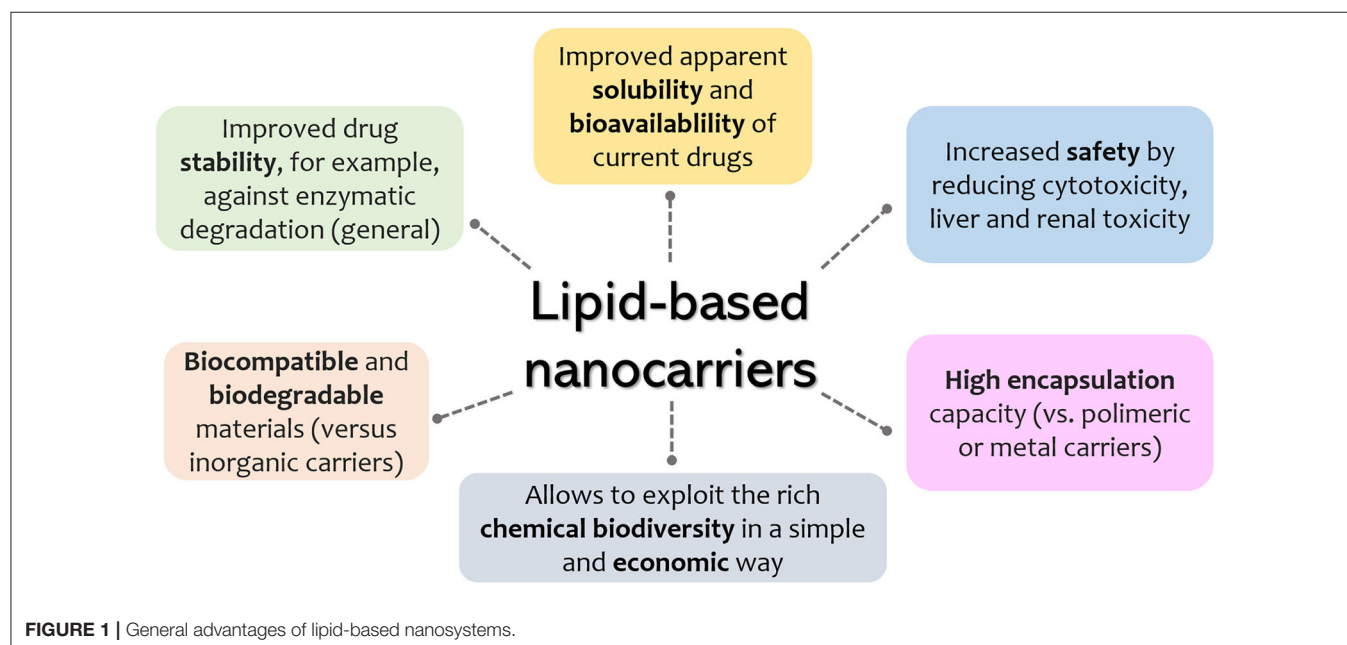 Improved apparent
solubility and
bioavailablility of
current drugs
Improved drug
stability, for example,
against enzymatic
degradation (general)
Increased safety by
reducing cytotoxicity,
liver and renal toxicity
Lipid-based
nanocarriers
Biocompatible and
biodegradable
materials (versus
inorganic carriers)
High encapsulation
capacity (vs. polimeric
or metal carriers)
Allows to exploit the rich
chemical biodiversity in a simple
and economic way
FIGURE 1 | General advantages of lipid-based nanosystems.